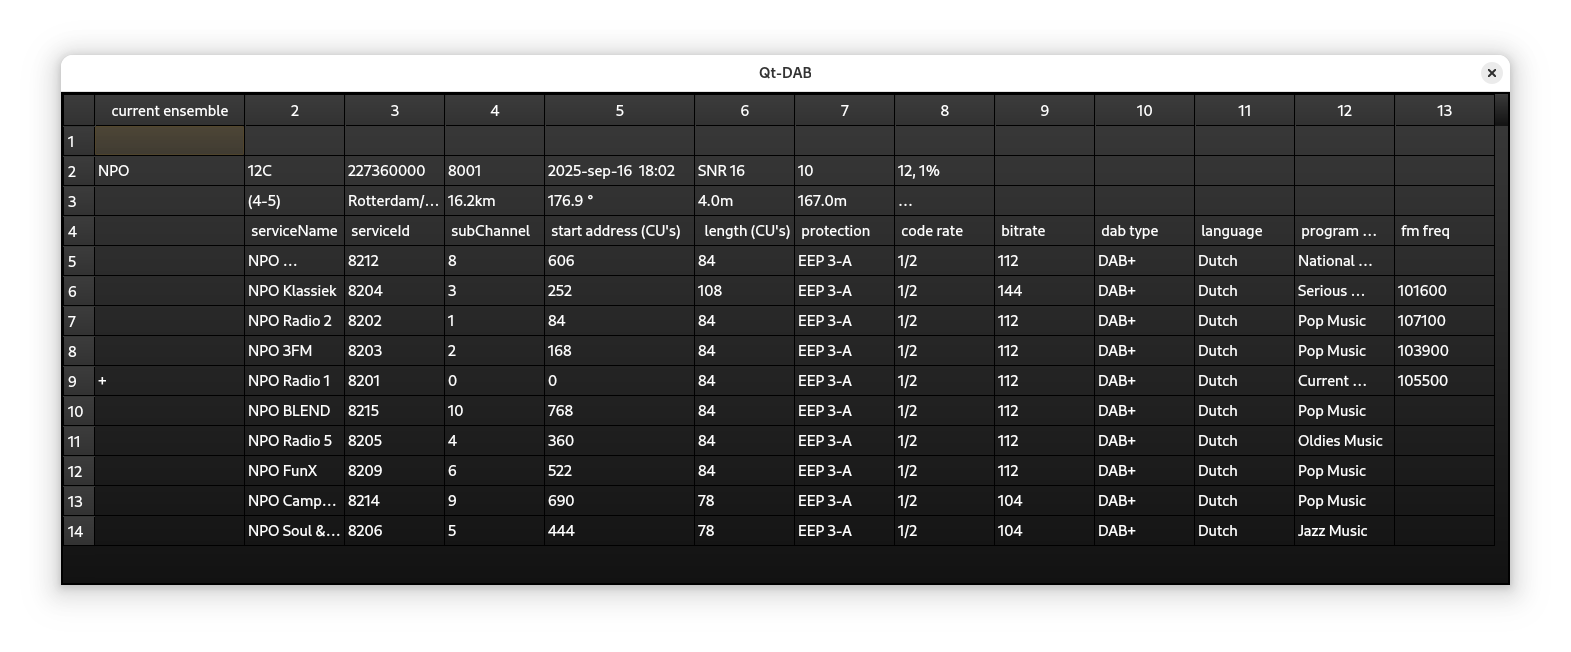 Qt-DAB
current ensemble 2 3 4 5 6 7 8 9 10 11 12 13
1
2 NPO 12C 227360000 8001 2025-sep-16 18:02 SNR 16 10 12, 1%
3 (4-5) Rotterdam/... 16.2km 176.9 ° 4.0m 167.0m ...
4 serviceName serviceId subChannel start address (CU's) length (CU's) protection code rate bitrate dab type language program ... fm freq
5 NPO ... 8212 8 606 84 EEP 3-A 1/2 112 DAB+ Dutch National ...
6 NPO Klassiek 8204 3 252 108 EEP 3-A 1/2 144 DAB+ Dutch Serious ... 101600
7 NPO Radio 2 8202 1 84 84 EEP 3-A 1/2 112 DAB+ Dutch Pop Music 107100
8 NPO 3FM 8203 2 168 84 EEP 3-A 1/2 112 DAB+ Dutch Pop Music 103900
9 + NPO Radio 1 8201 0 0 84 EEP 3-A 1/2 112 DAB+ Dutch Current ... 105500
10 NPO BLEND 8215 10 768 84 EEP 3-A 1/2 112 DAB+ Dutch Pop Music
11 NPO Radio 5 8205 4 360 84 EEP 3-A 1/2 112 DAB+ Dutch Oldies Music
12 NPO FunX 8209 6 522 84 EEP 3-A 1/2 112 DAB+ Dutch Pop Music
13 NPO Camp... 8214 9 690 78 EEP 3-A 1/2 104 DAB+ Dutch Pop Music
14 NPO Soul &... 8206 5 444 78 EEP 3-A 1/2 104 DAB+ Dutch Jazz Music